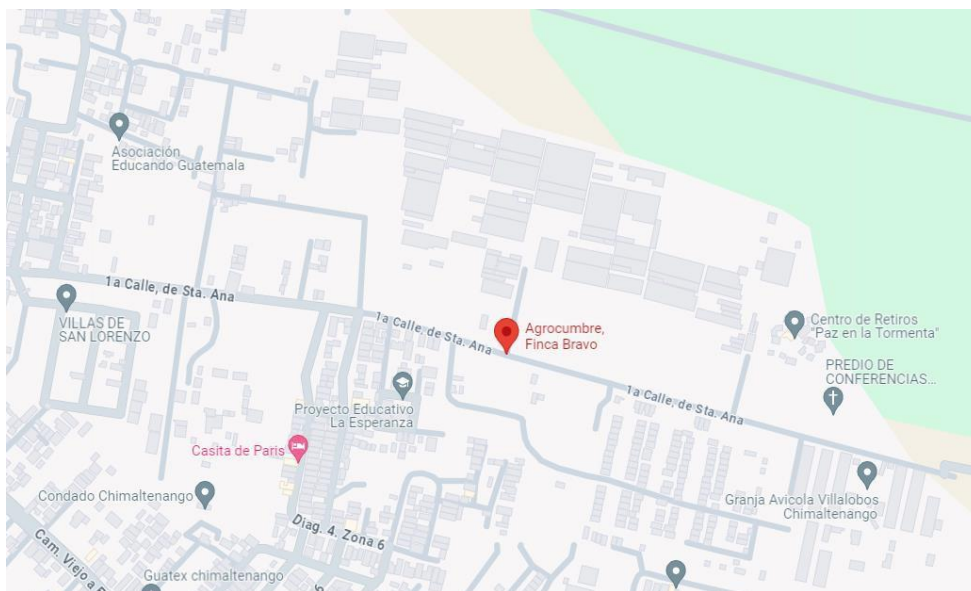 Asociación
Educando Guatemala
1a Calle, de Sta. Ana
VILLAS DE
SAN LORENZO
1a Calle, de Sta. Ana
Agrocumbre,
Finca Bravo
Centro de Retiros
"Paz en la Tormenta"
PREDIO DE
CONFERENCIAS...
1a Calle, de Sta. Ana
Proyecto Educativo
La Esperanza
Casita de Paris
Condado Chimaltenango
Granja Avicola Villalobos
Chimaltenango
Diag. 4. Zona 6
Cam. Viejo a
Guatex chimaltenango